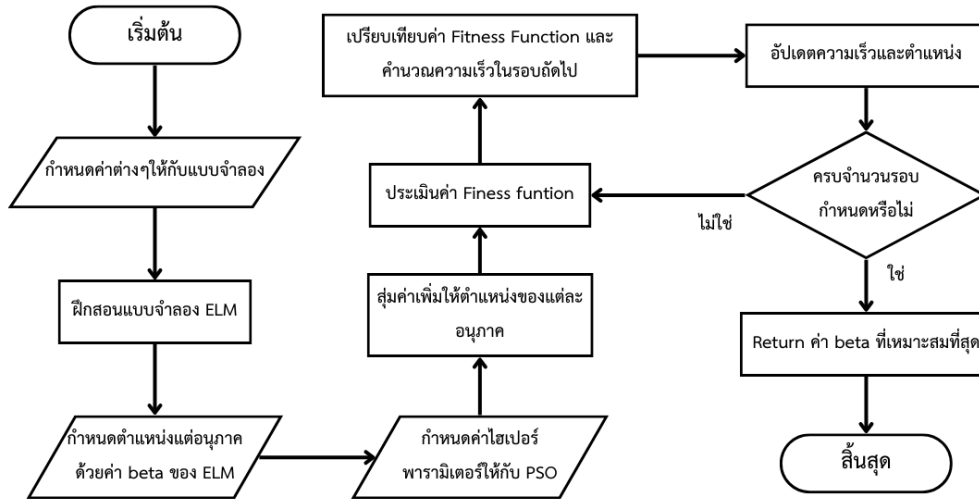 เริ่มต้น
กำหนดค่าต่างๆให้กับแบบจำลอง
ฝึกสอนแบบจำลอง ELM
กำหนดตำแหน่งแต่อนุภาค
ด้วยค่า beta ของ ELM
กำหนดค่าไฮเปอร์
พารามิเตอร์ให้กับ PSO
สุ่มค่าเพิ่มให้ตำแหน่งของแต่ละ
อนุภาค
ประเมินค่า Finess funtion
เปรียบเทียบค่า Fitness Function และ
คำนวณความเร็วในรอบถัดไป
อัปเดตความเร็วและตำแหน่ง
ครบจำนวนรอบ
กำหนดหรือไม่
ไม่ใช่
ใช่
Return ค่า beta ที่เหมาะสมที่สุด
สิ้นสุด